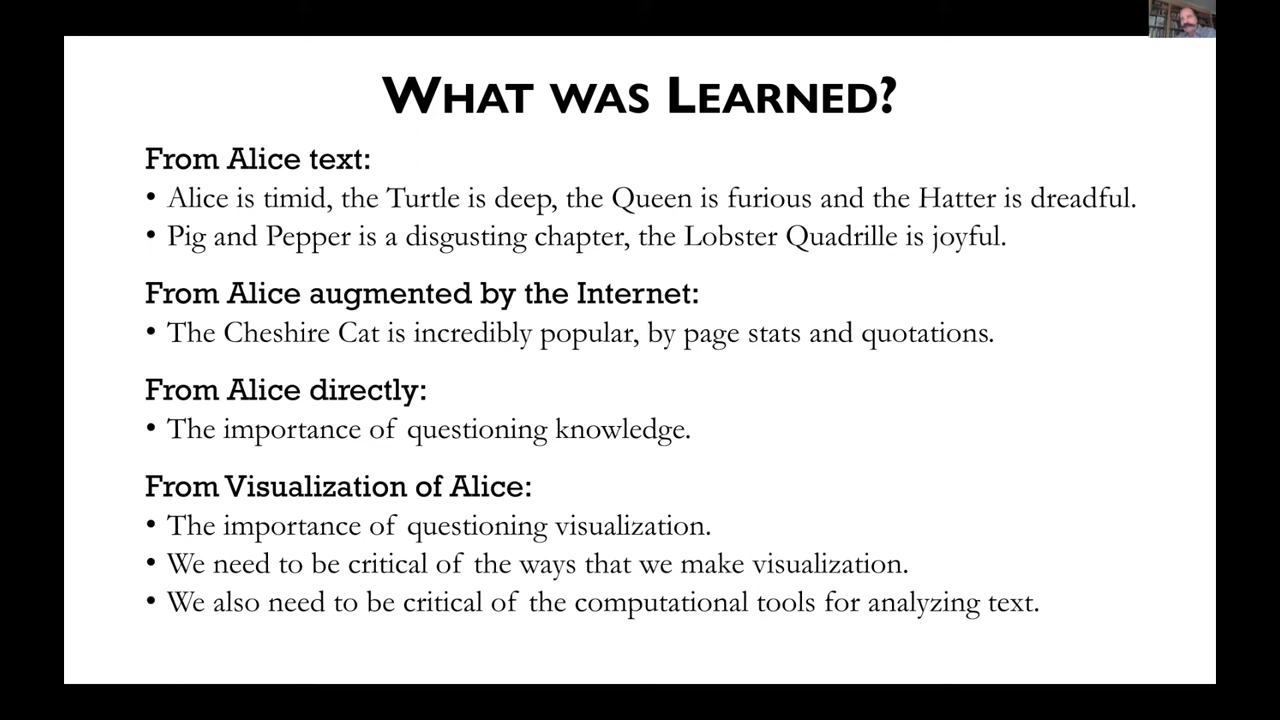 WHAT WAS LEARNED?
From Alice text:
• Alice is timid, the Turtle is deep, the Queen is furious and the Hatter is dreadful.
• Pig and Pepper is a disgusting chapter, the Lobster Quadrille is joyful.
From Alice augmented by the Internet:
• The Cheshire Cat is incredibly popular, by page stats and quotations.
From Alice directly:
• The importance of questioning knowledge.
From Visualization of Alice:
• The importance of questioning visualization.
• We need to be critical of the ways that we make visualization.
• We also need to be critical of the computational tools for analyzing text.